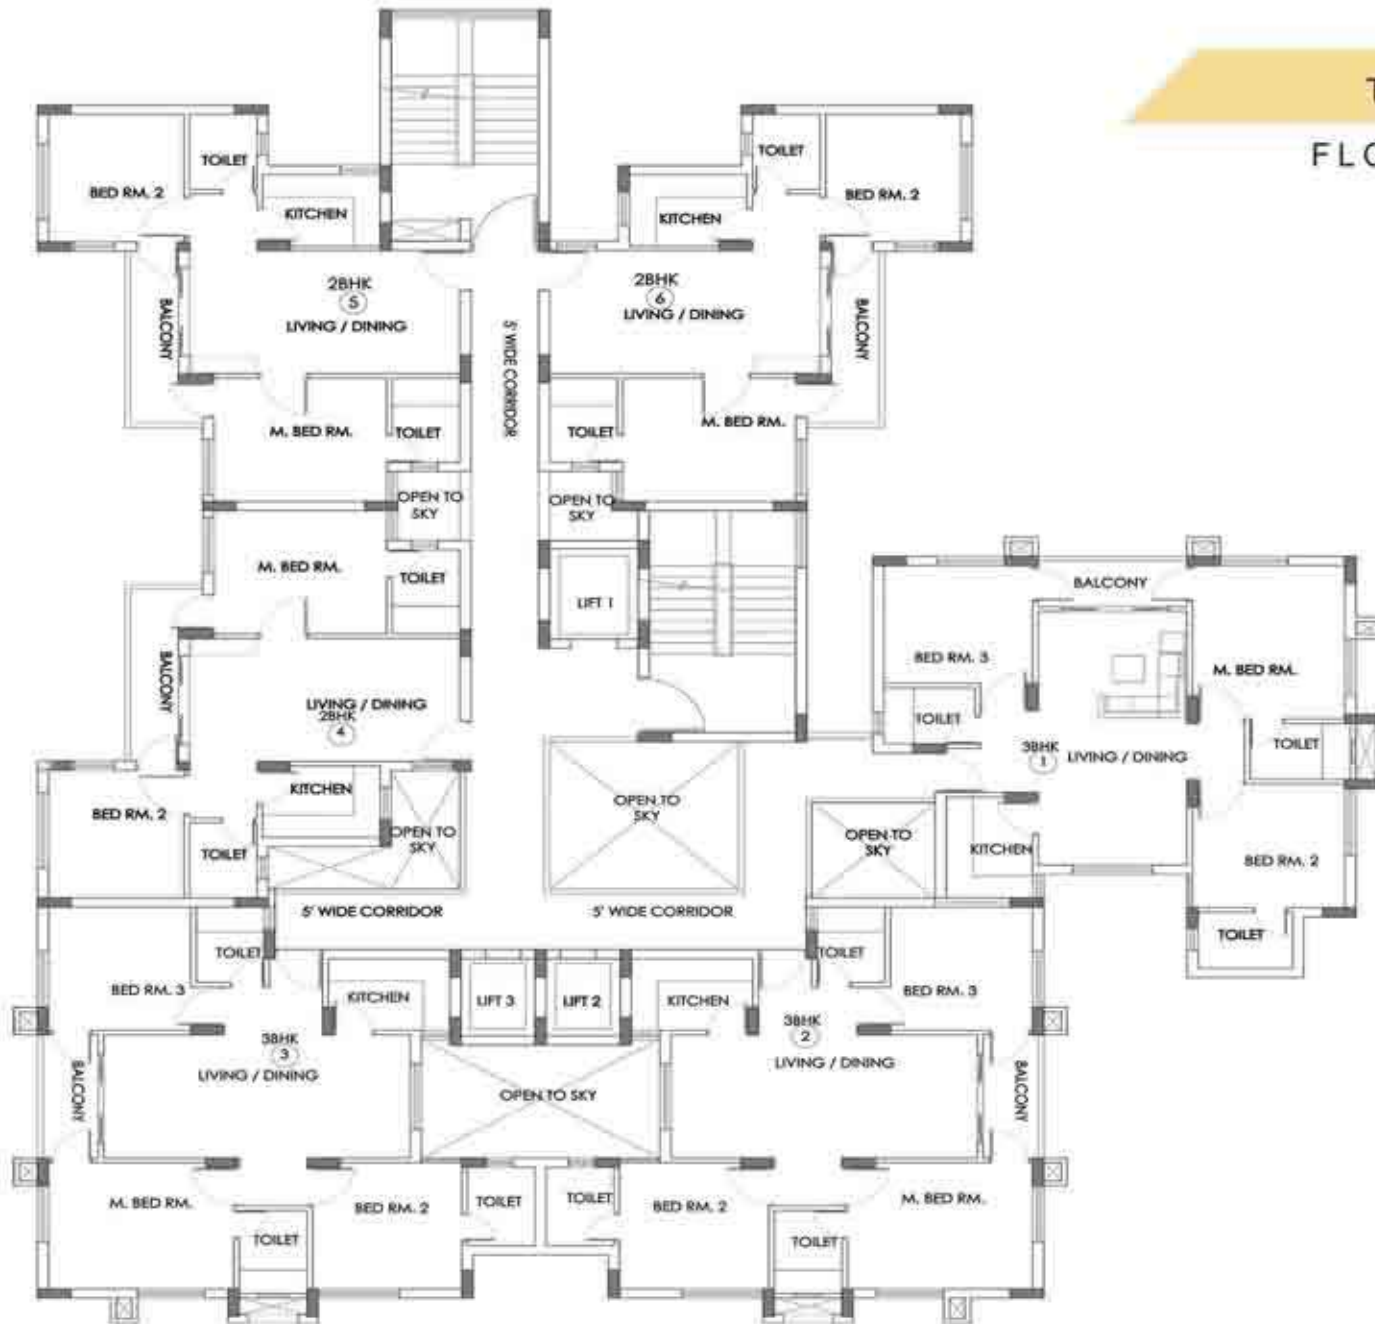 FLO
TOILET
BED RM. 2
KITCHEN
TOILET
BED RM. 2
KITCHEN
2BHK
5
LIVING / DINING
BALCONY
2BHK
6
LIVING / DINING
BALCONY
5' WIDE CORRIDOR
M. BED RM.
TOILET
TOILET
M. BED RM.
OPEN TO
SKY
OPEN TO
SKY
M. BED RM.
TOILET
LIFT 1
BALCONY
BED RM. 3
M. BED RM.
BALCONY
LIVING / DINING
2BHK
4
TOILET
3BHK
1
LIVING / DINING
TOILET
BED RM. 2
KITCHEN
OPEN TO
SKY
OPEN TO
SKY
OPEN TO
SKY
TOILET
KITCHEN
BED RM. 2
TOILET
5' WIDE CORRIDOR
5' WIDE CORRIDOR
TOILET
TOILET
BED RM. 3
KITCHEN
LIFT 3
LIFT 2
KITCHEN
BED RM. 3
3BHK
3
LIVING / DINING
BALCONY
3BHK
2
LIVING / DINING
BALCONY
OPEN TO SKY
M. BED RM.
BED RM. 2
TOILET
TOILET
BED RM. 2
M. BED RM.
TOILET
TOILET